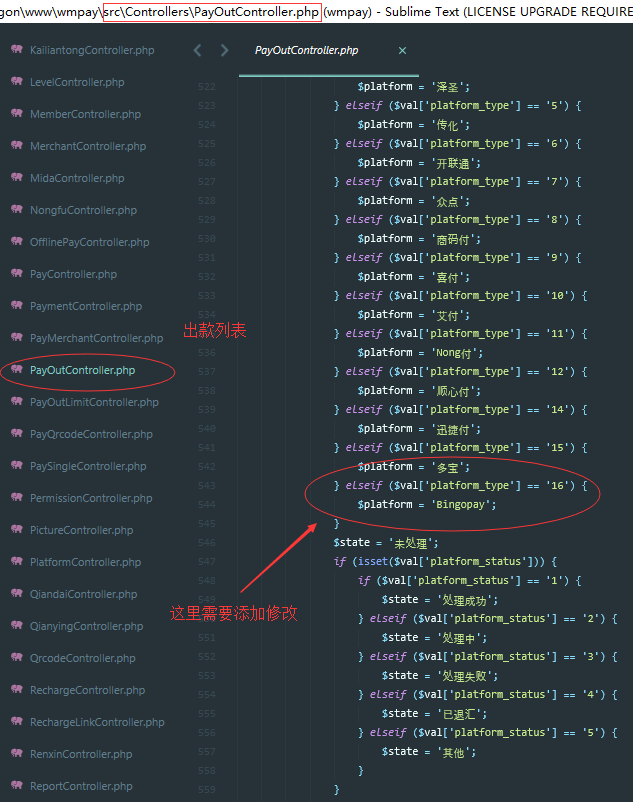 gon\www\wmpay\src\Controllers\PayOutController.php (wmpay) - Sublime Text (LICENSE UPGRADE REQUIRE
KailiantongController.php
LevelController.php
MemberController.php
MerchantController.php
MidaController.php
NongfuController.php
OfflinePayController.php
PayController.php
PaymentController.php
PayMerchantController.php
PayOutController.php
PayOutLimitController.php
PayQrcodeController.php
PaySingleController.php
PermissionController.php
PictureController.php
PlatformController.php
QiandaiController.php
QianyingController.php
QrcodeController.php
RechargeController.php
RechargeLinkController.php
RenxinController.php
ReportController.php
出款列表
这里需要添加修改
PayOutController.php ×
522 $platform = '泽圣';
523 } elseif ($val['platform_type'] == '5') {
524 $platform = '传化';
525 } elseif ($val['platform_type'] == '6') {
526 $platform = '开联通';
527 } elseif ($val['platform_type'] == '7') {
528 $platform = '众点';
529 } elseif ($val['platform_type'] == '8') {
530 $platform = '商码付';
531 } elseif ($val['platform_type'] == '9') {
532 $platform = '喜付';
533 } elseif ($val['platform_type'] == '10') {
534 $platform = '艾付';
535 } elseif ($val['platform_type'] == '11') {
536 $platform = 'Nong付';
537 } elseif ($val['platform_type'] == '12') {
538 $platform = '顺心付';
539 } elseif ($val['platform_type'] == '14') {
540 $platform = '迅捷付';
541 } elseif ($val['platform_type'] == '15') {
542 $platform = '多宝';
543 } elseif ($val['platform_type'] == '16') {
544 $platform = 'Bingopay';
545 }
546 $state = '未处理';
547 if (isset($val['platform_status'])) {
548 if ($val['platform_status'] == '1') {
549 $state = '处理成功';
550 } elseif ($val['platform_status'] == '2') {
551 $state = '处理中';
552 } elseif ($val['platform_status'] == '3') {
553 $state = '处理失败';
554 } elseif ($val['platform_status'] == '4') {
555 $state = '已退汇';
556 } elseif ($val['platform_status'] == '5') {
557 $state = '其他';
558 }
559 }